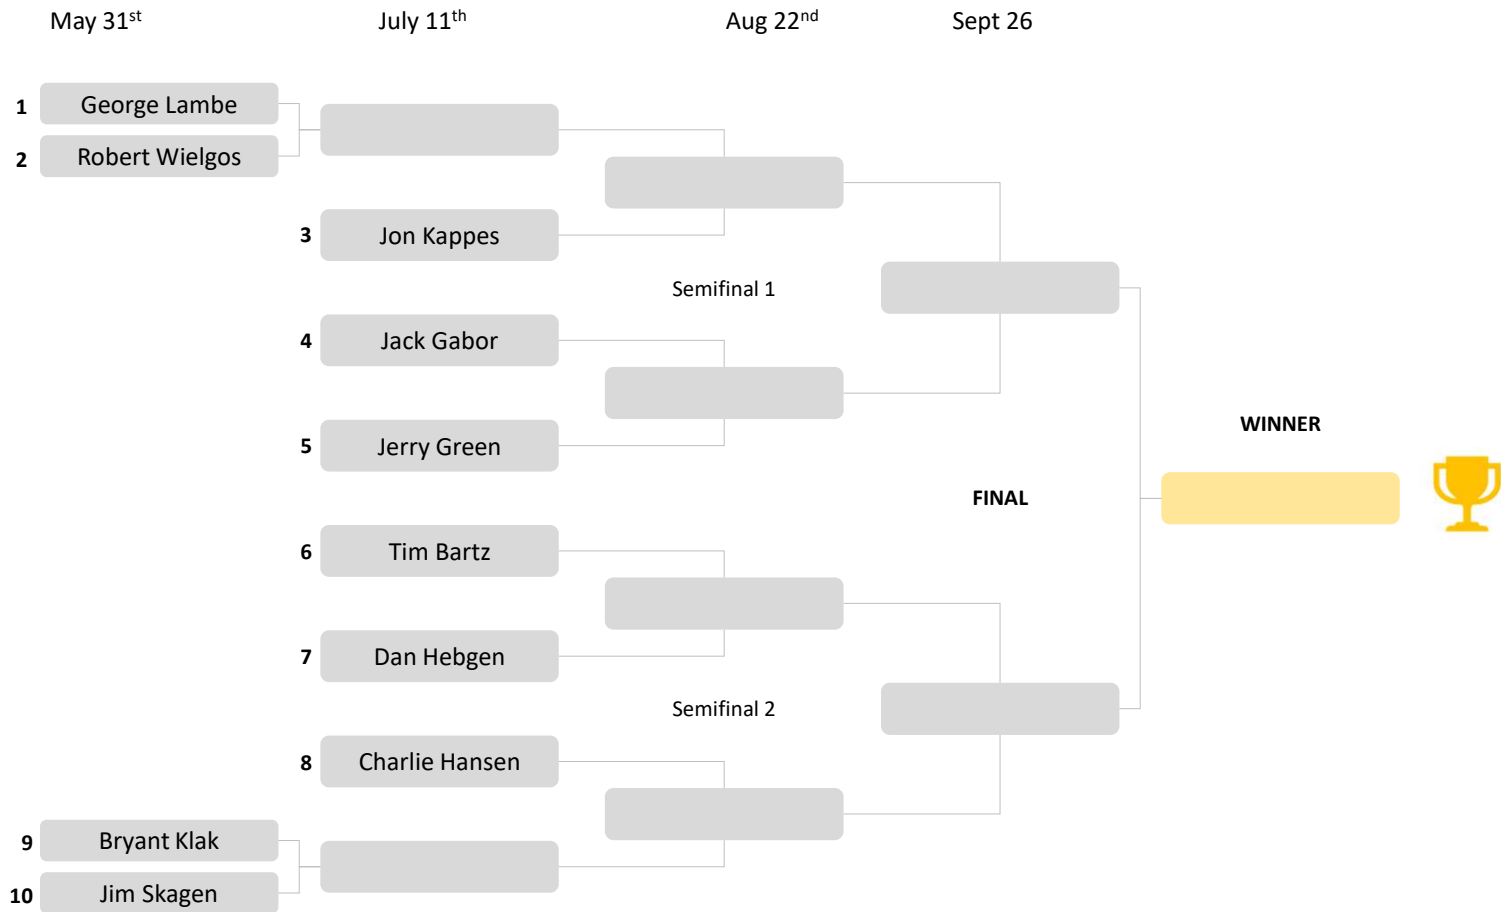 May 31st
July 11th
Aug 22nd
Sept 26
1 George Lambe
2 Robert Wielgos
3 Jon Kappes
Semifinal 1
4 Jack Gabor
5 Jerry Green
WINNER
FINAL
6 Tim Bartz
7 Dan Hebgen
Semifinal 2
8 Charlie Hansen
9 Bryant Klak
10 Jim Skagen